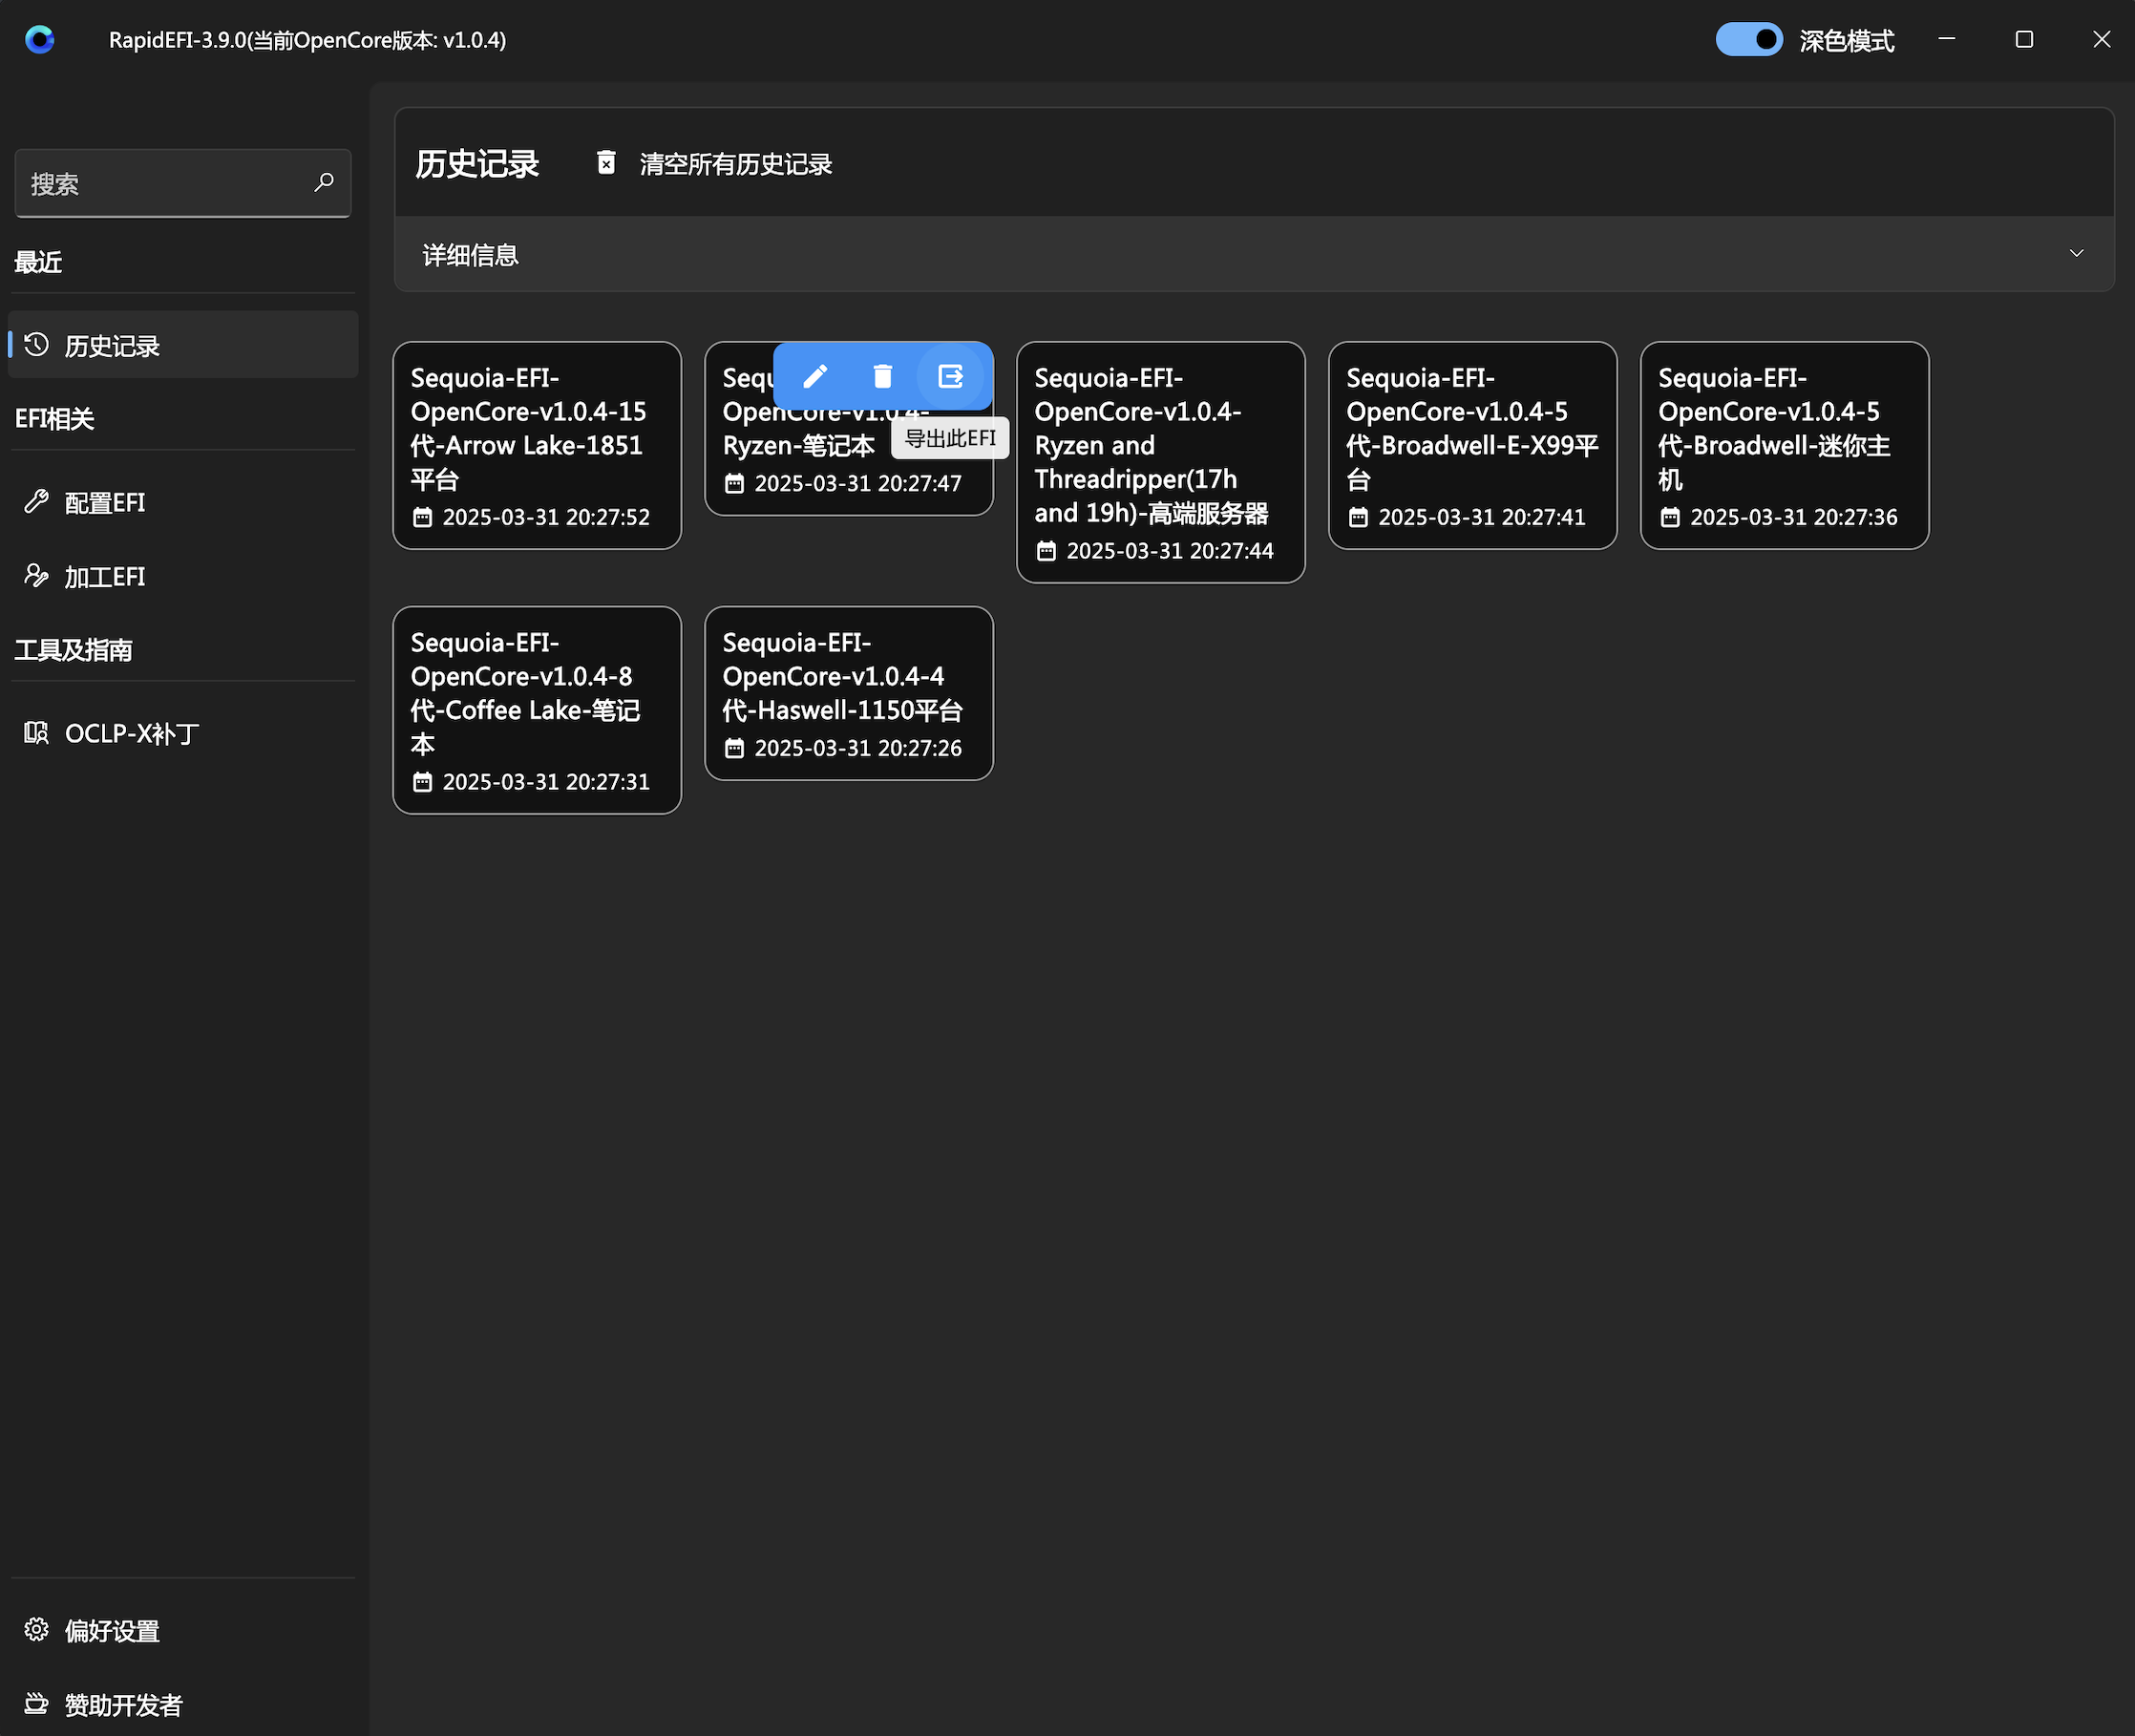 RapidEFI-3.9.0(当前OpenCore版本: v1.0.4)
深色模式
搜索
最近
历史记录
EFI相关
配置EFI
加工EFI
工具及指南
OCLP-X补丁
偏好设置
赞助开发者
历史记录
清空所有历史记录
详细信息
Sequoia-EFI-
OpenCore-v1.0.4-15
代-Arrow Lake-1851
平台
2025-03-31 20:27:52
Sequ
OpenCore-v1.0.4-
Ryzen-笔记本
导出此EFI
2025-03-31 20:27:47
Sequoia-EFI-
OpenCore-v1.0.4-
Ryzen and
Threadripper(17h
and 19h)-高端服务器
2025-03-31 20:27:44
Sequoia-EFI-
OpenCore-v1.0.4-5
代-Broadwell-E-X99平
台
2025-03-31 20:27:41
Sequoia-EFI-
OpenCore-v1.0.4-5
代-Broadwell-迷你主
机
2025-03-31 20:27:36
Sequoia-EFI-
OpenCore-v1.0.4-8
代-Coffee Lake-笔记
本
2025-03-31 20:27:31
Sequoia-EFI-
OpenCore-v1.0.4-4
代-Haswell-1150平台
2025-03-31 20:27:26